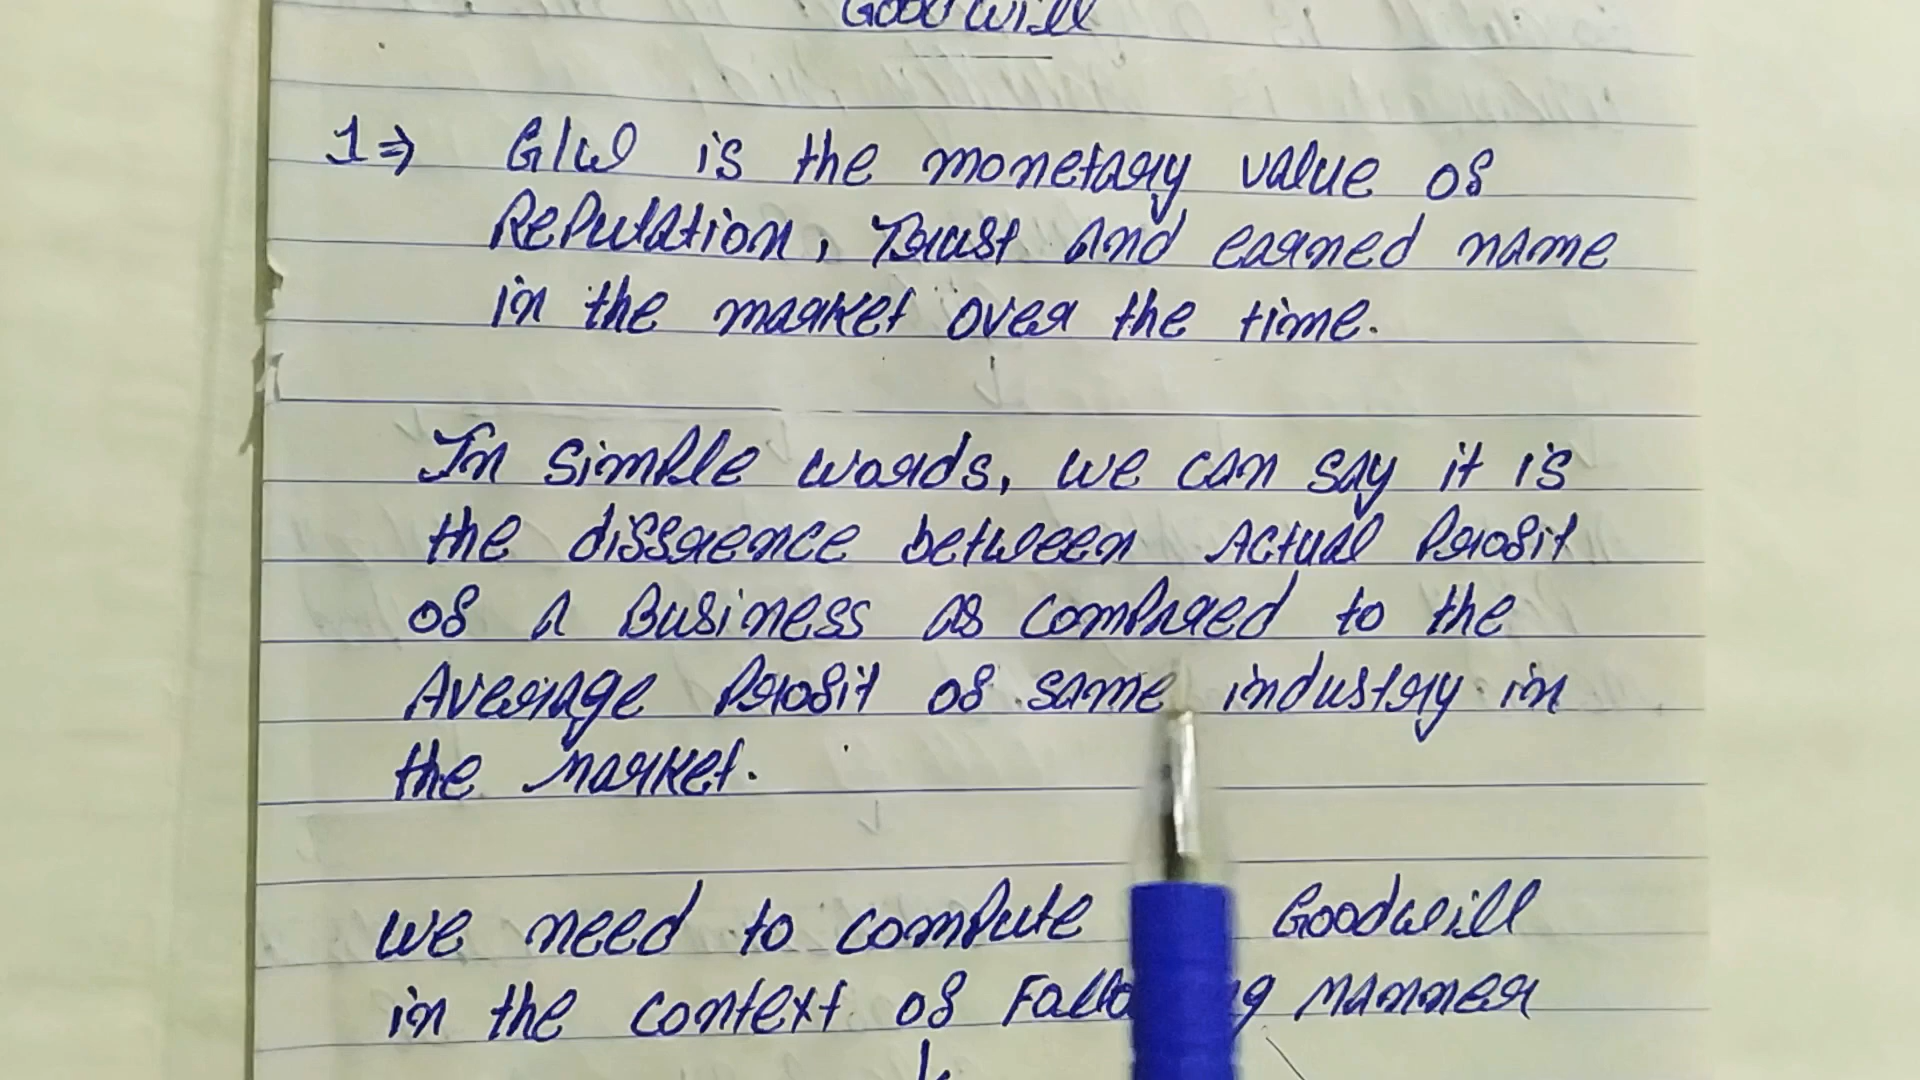 Goodwill
1⇒ G/w is the monetary value of
Reputation, Trust and earned name
in the market over the time.
In simple words, we can say it is
the diffrence between Actual Profit
of a Business as compared to the
Average Profit of same industry in
the market.
we need to compute Goodwill
in the context of manner